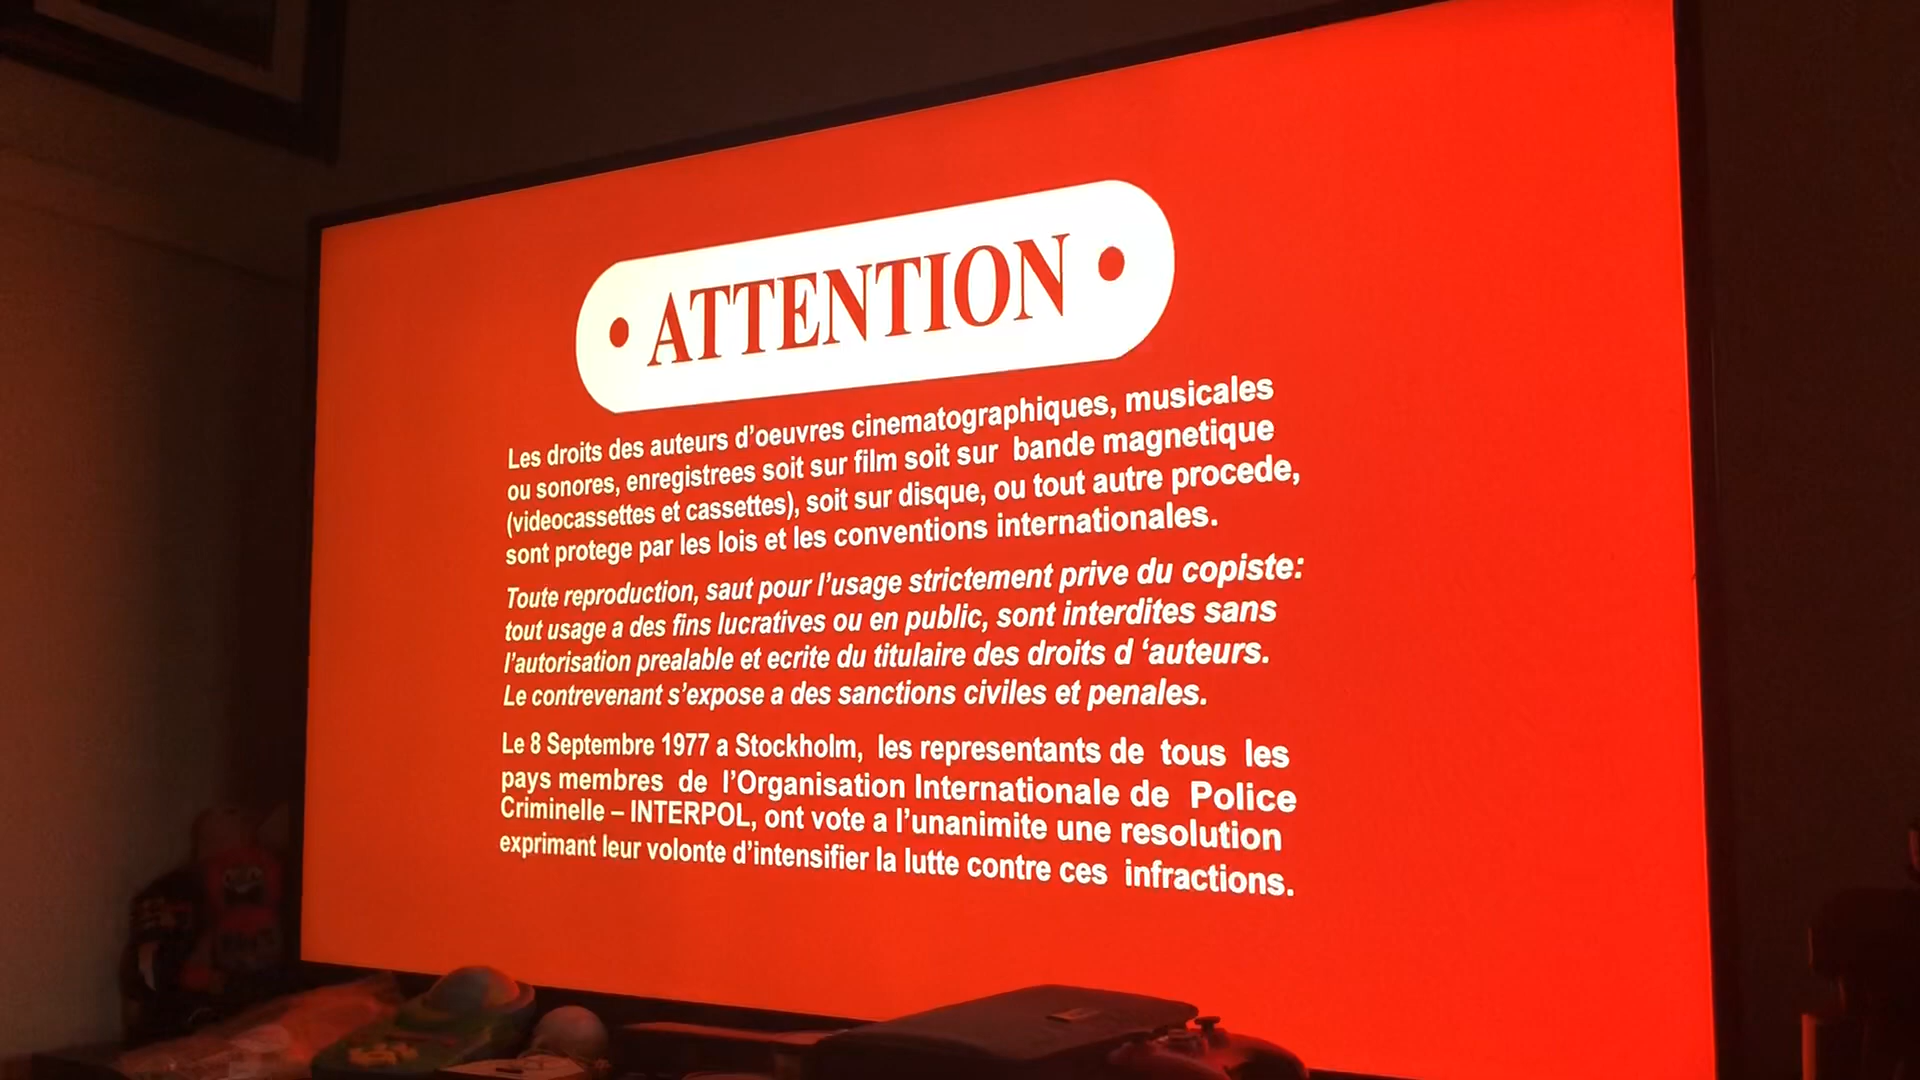 • ATTENTION •
Les droits des auteurs d’oeuvres cinematographiques, musicales
ou sonores, enregistrees soit sur film soit sur bande magnetique
(videocassettes et cassettes), soit sur disque, ou tout autre procede,
sont protege par les lois et les conventions internationales.
Toute reproduction, saut pour l’usage strictement prive du copiste:
tout usage a des fins lucratives ou en public, sont interdites sans
l’autorisation prealable et ecrite du titulaire des droits d ‘auteurs.
Le contrevenant s’expose a des sanctions civiles et penales.
Le 8 Septembre 1977 a Stockholm, les representants de tous les
pays membres de l’Organisation Internationale de Police
Criminelle – INTERPOL, ont vote a l’unanimite une resolution
exprimant leur volonte d’intensifier la lutte contre ces infractions.